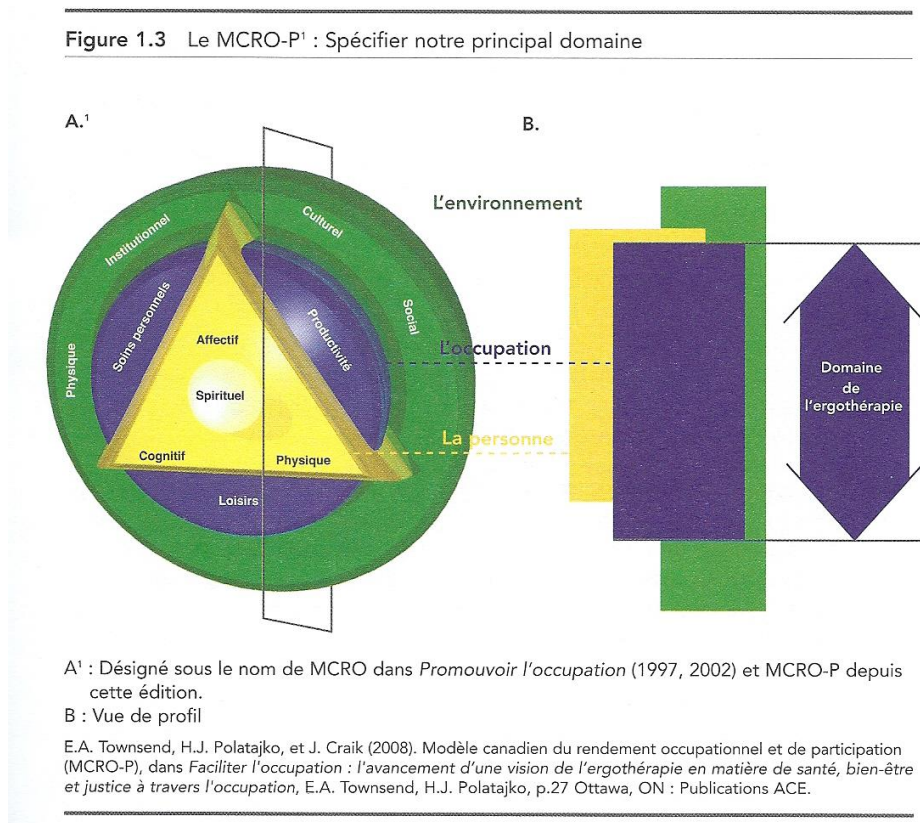 Figure 1.3 Le MCRO-P¹ : Spécifier notre principal domaine
A.¹
B.
L'environnement
Institutionnel
Culturel
Physique
Soins personnels
Productivité
Social
Affectif
L'occupation
Spirituel
Domaine
de
l'ergothérapie
La personne
Cognitif
Physique
Loisirs
A¹ : Désigné sous le nom de MCRO dans Promouvoir l'occupation (1997, 2002) et MCRO-P depuis
cette édition.
B : Vue de profil
E.A. Townsend, H.J. Polatajko, et J. Craik (2008). Modèle canadien du rendement occupationnel et de participation
(MCRO-P), dans Faciliter l'occupation : l'avancement d'une vision de l'ergothérapie en matière de santé, bien-être
et justice à travers l'occupation, E.A. Townsend, H.J. Polatajko, p.27 Ottawa, ON : Publications ACE.